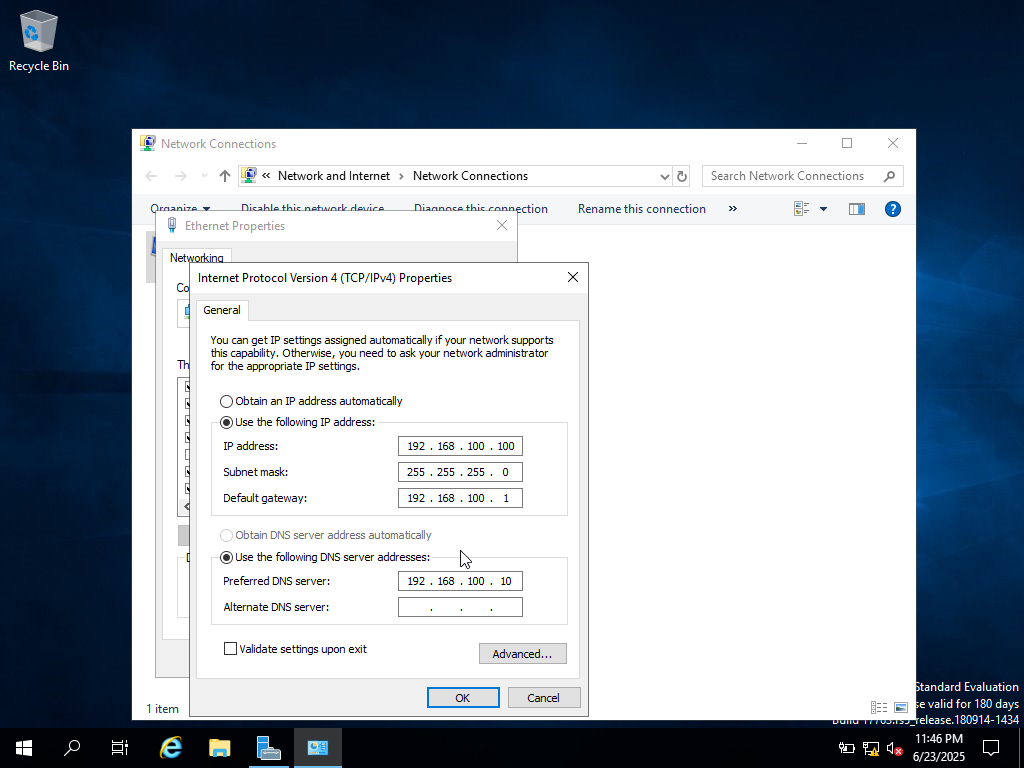 Recycle Bin
Network Connections
« Network and Internet › Network Connections
Search Network Connections
Organize
Disable this network device
Diagnose this connection
Rename this connection
»
Ethernet Properties
Networking
Co
Th
Internet Protocol Version 4 (TCP/IPv4) Properties
General
You can get IP settings assigned automatically if your network supports
this capability. Otherwise, you need to ask your network administrator
for the appropriate IP settings.
Obtain an IP address automatically
Use the following IP address:
IP address: 192 . 168 . 100 . 100
Subnet mask: 255 . 255 . 255 . 0
Default gateway: 192 . 168 . 100 . 1
Obtain DNS server address automatically
Use the following DNS server addresses:
Preferred DNS server: 192 . 168 . 100 . 10
Alternate DNS server: . . .
Validate settings upon exit
Advanced...
OK
Cancel
1 item
Standard Evaluation
se valid for 180 days
Build 17763.rs5_release.180914-1434
11:46 PM
6/23/2025